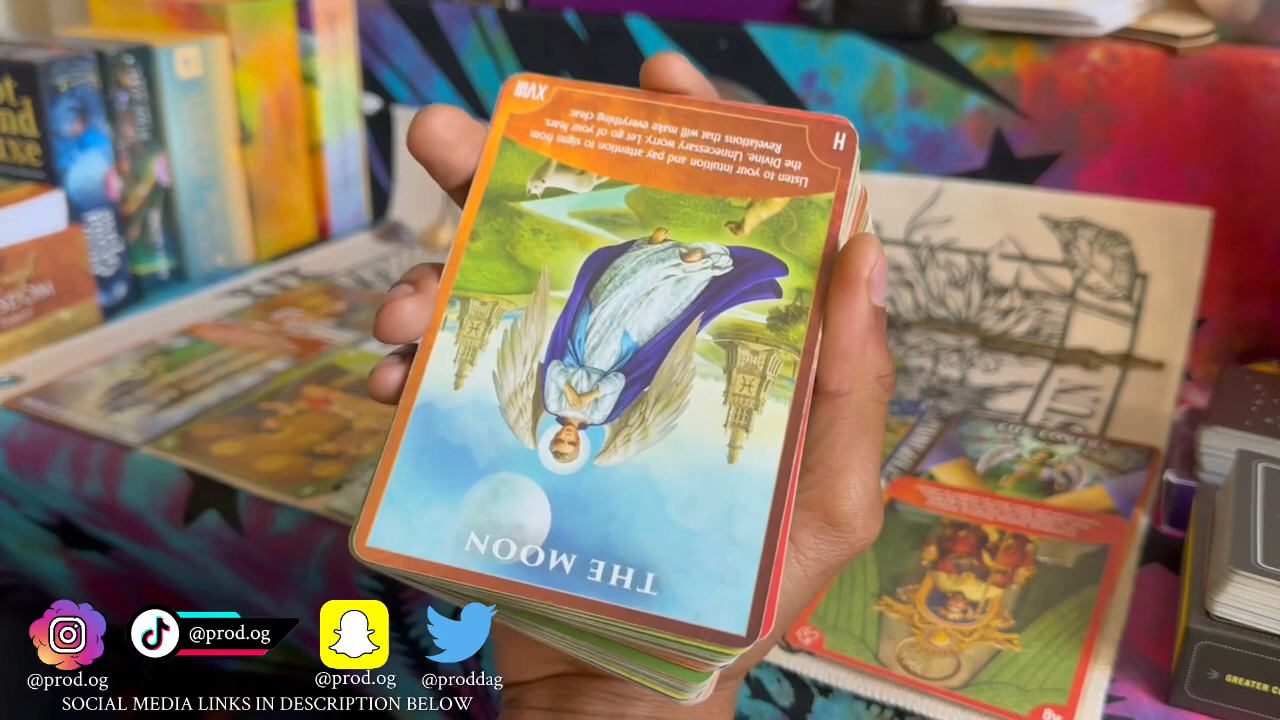 XVIII
H
Listen to your intuition and pay attention to signs from
the Divine. Unnecessary worry. Let go of your fears.
Revelations that will make everything clear.
THE MOON
SUN
GREATER
@prod.og
@prod.og
@prod.og
@proddag
SOCIAL MEDIA LINKS IN DESCRIPTION BELOW